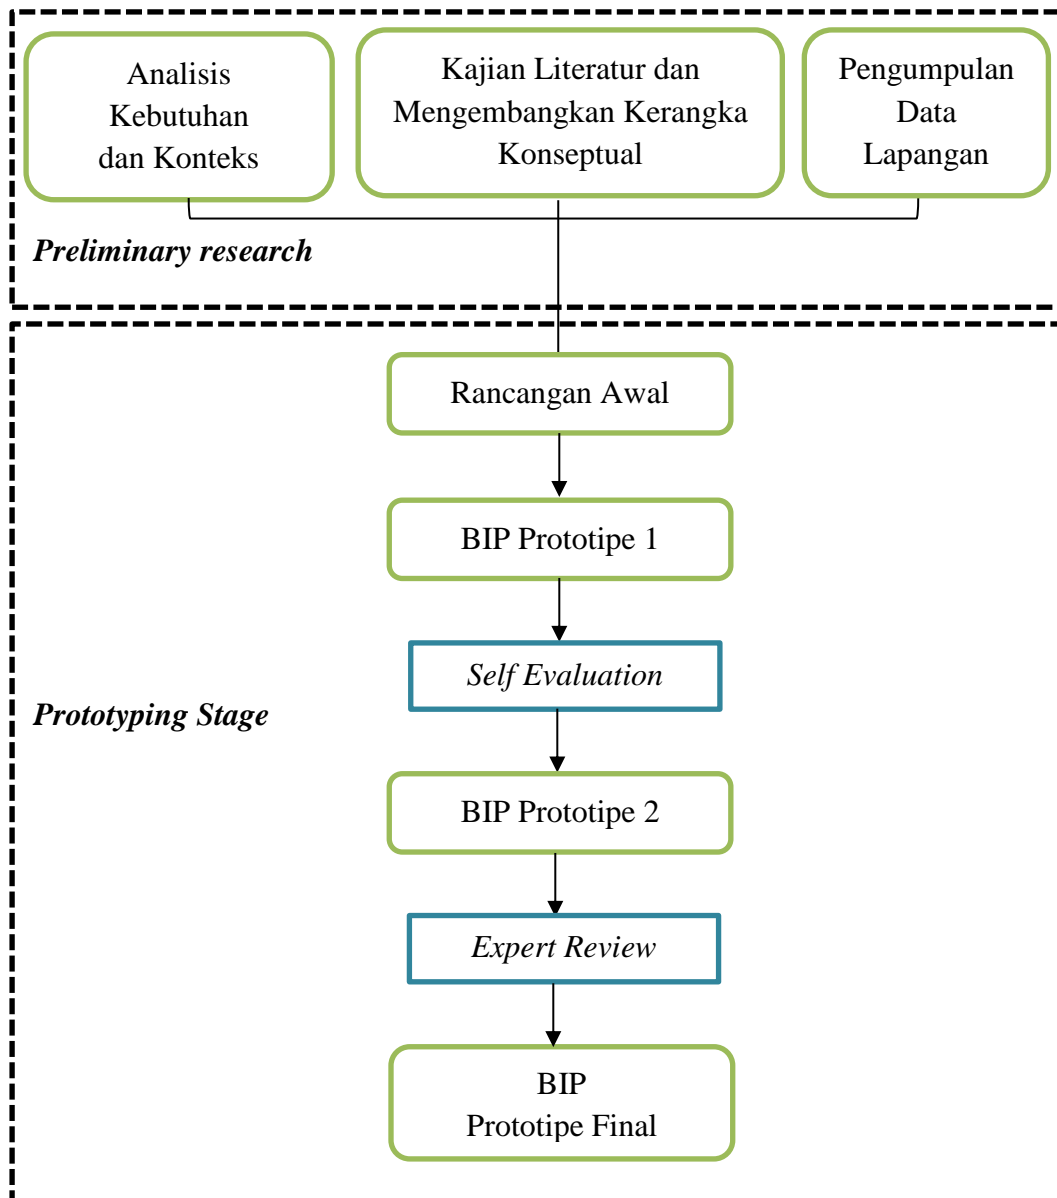 Analisis
Kebutuhan
dan Konteks
Kajian Literatur dan
Mengembangkan Kerangka
Konseptual
Pengumpulan
Data
Lapangan
Preliminary research
Rancangan Awal
BIP Prototipe 1
Self Evaluation
Prototyping Stage
BIP Prototipe 2
Expert Review
BIP
Prototipe Final